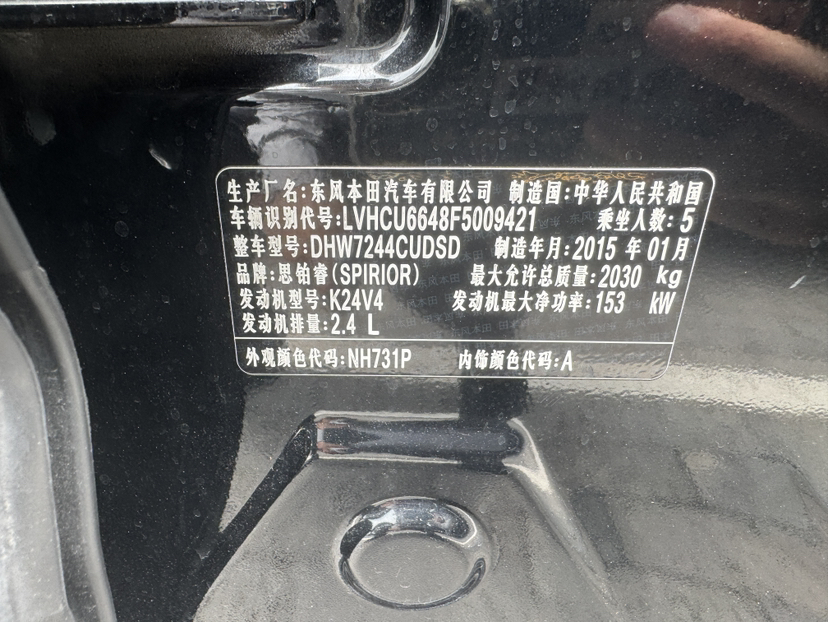 生产厂名:东风本田汽车有限公司 制造国:中华人民共和国
车辆识别代号:LVHCU6648F5009421 乘坐人数:5
整车型号:DHW7244CUDSD 制造年月:2015年01月
品牌:思铂睿(SPIRIOR) 最大允许总质量:2030 kg
发动机型号:K24V4 发动机最大净功率:153 kW
发动机排量:2.4 L
外观颜色代码:NH731P 内饰颜色代码:A